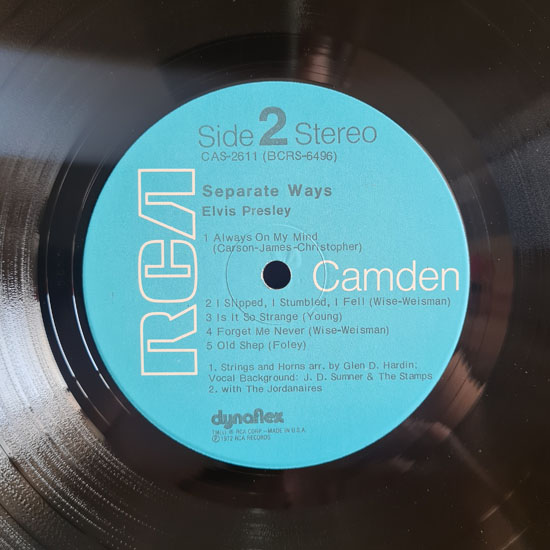 Side 2 Stereo
CAS-2611 (BCRS-6496)
Separate Ways
Elvis Presley
1 Always On My Mind
(Carson-James-Christopher)
RCA
Camden
2 I Slipped, I Stumbled, I Fell (Wise-Weisman)
3 Is It So Strange (Young)
4 Forget Me Never (Wise-Weisman)
5 Old Shep (Foley)
1. Strings and Horns arr. by Glen D. Hardin;
Vocal Background: J. D. Sumner & The Stamps
2. with The Jordanaires
dynaflex
TMK(s) ® RCA CORP.-MADE IN U.S.A.
Ⓟ 1972 RCA RECORDS